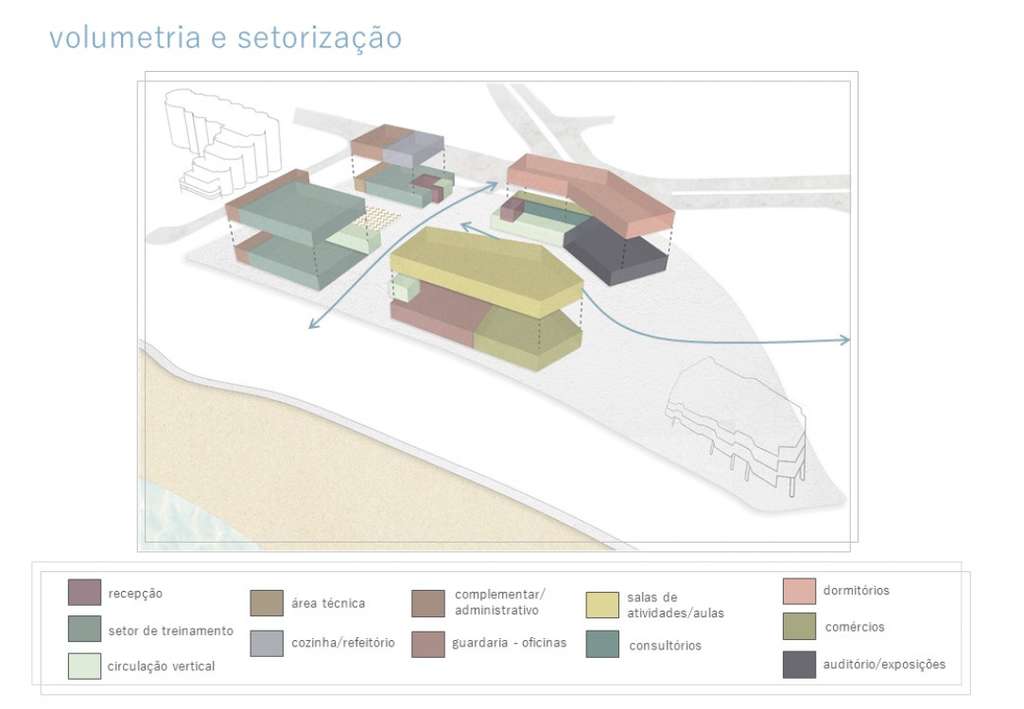 volumetria e setorização
recepção
setor de treinamento
circulação vertical
área técnica
cozinha/refeitório
complementar/
administrativo
guardaria - oficinas
salas de
atividades/aulas
consultórios
dormitórios
comércios
auditório/exposições